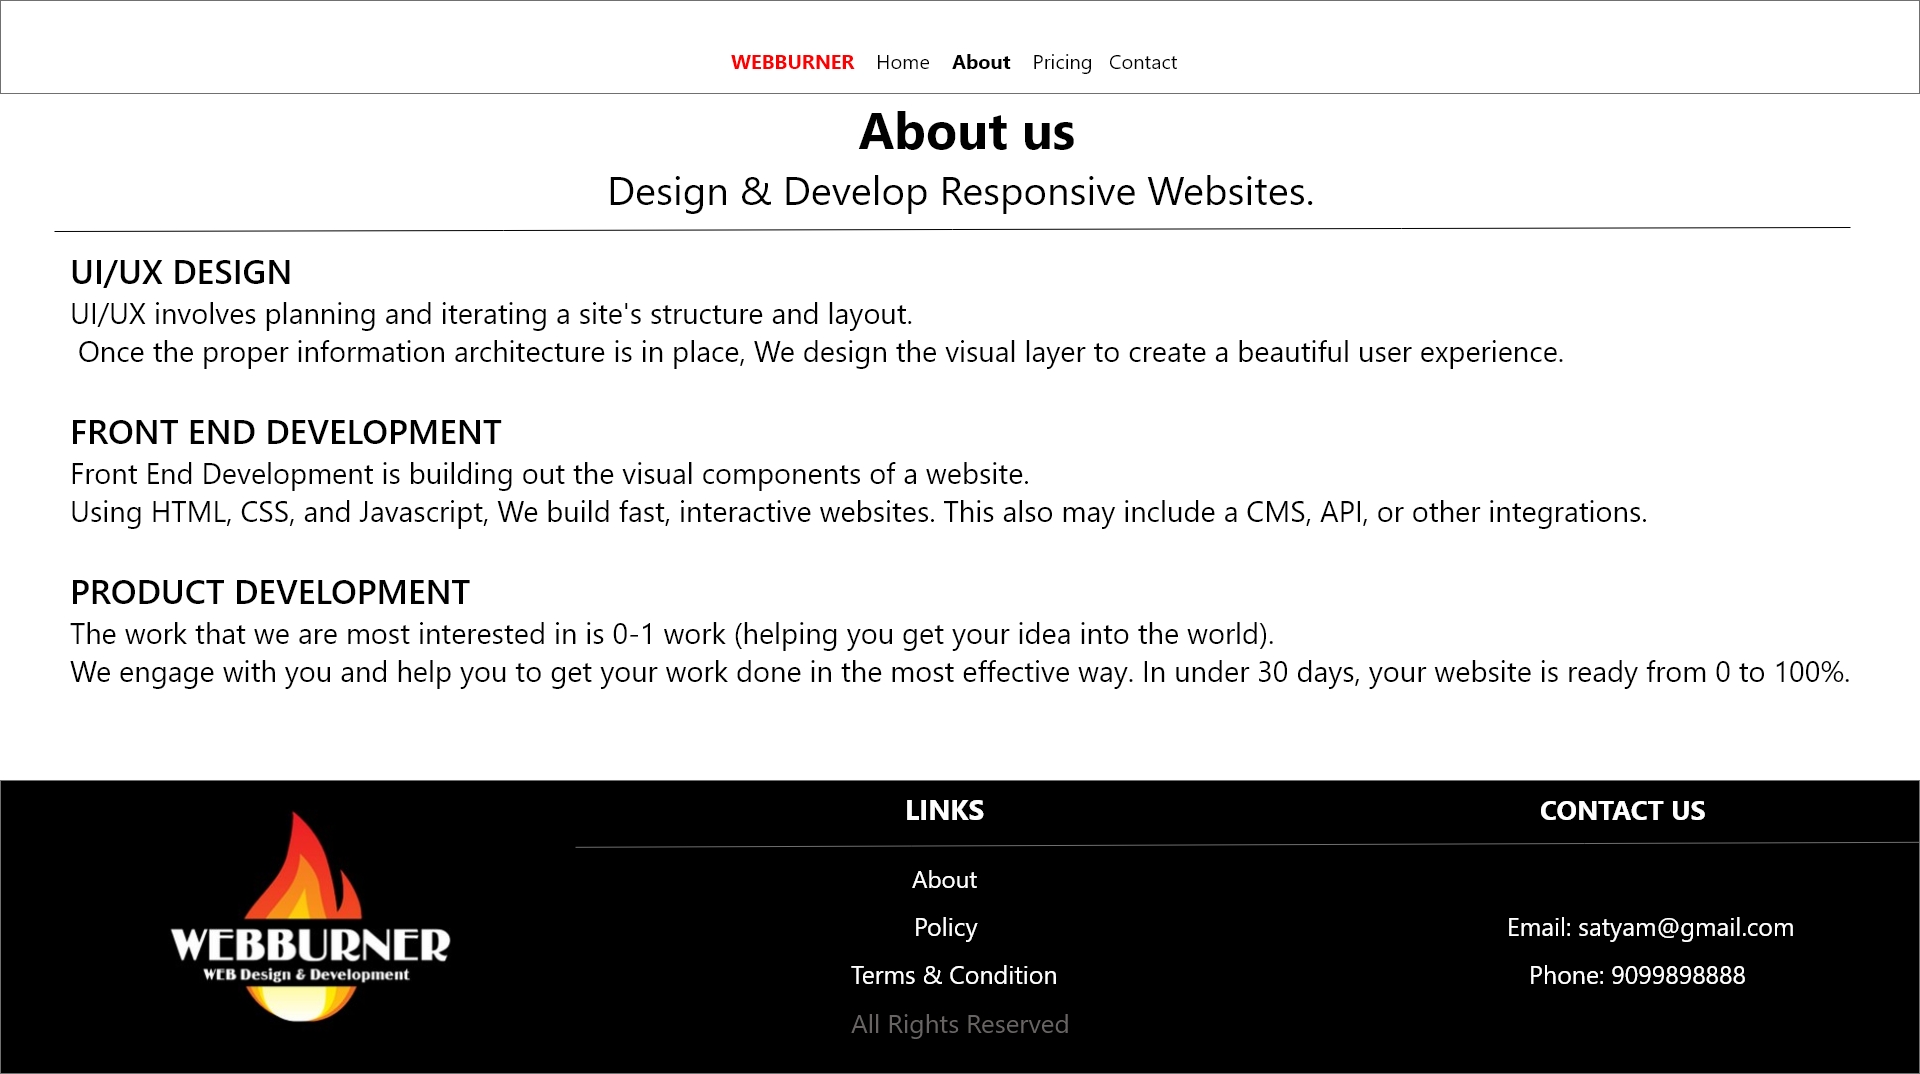 WEBBURNER Home About Pricing Contact
About us
Design & Develop Responsive Websites.
UI/UX DESIGN
UI/UX involves planning and iterating a site's structure and layout.
Once the proper information architecture is in place, We design the visual layer to create a beautiful user experience.
FRONT END DEVELOPMENT
Front End Development is building out the visual components of a website.
Using HTML, CSS, and Javascript, We build fast, interactive websites. This also may include a CMS, API, or other integrations.
PRODUCT DEVELOPMENT
The work that we are most interested in is 0-1 work (helping you get your idea into the world).
We engage with you and help you to get your work done in the most effective way. In under 30 days, your website is ready from 0 to 100%.
WEBBURNER
WEB Design & Development
LINKS
About
Policy
Terms & Condition
All Rights Reserved
CONTACT US
Email: satyam@gmail.com
Phone: 9099898888